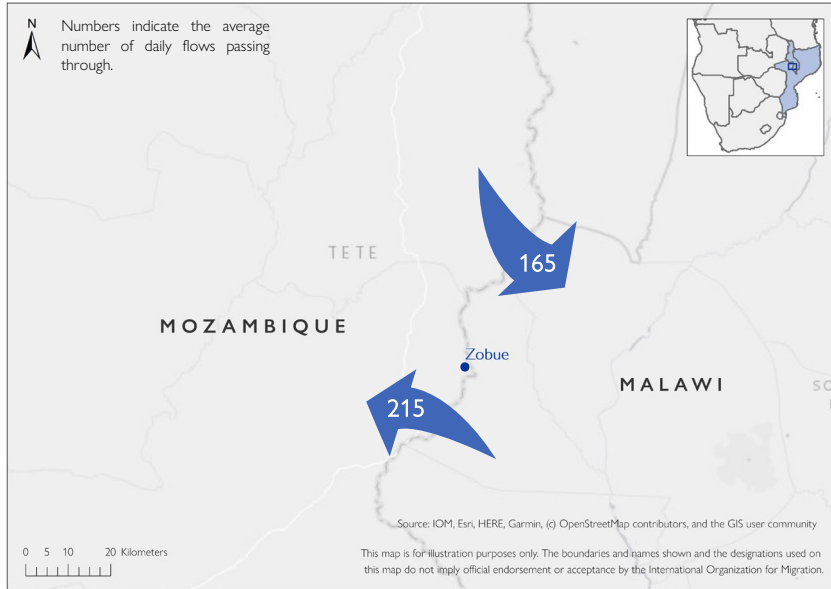 N
Numbers indicate the average
number of daily flows passing
through.
165
TETE
MOZAMBIQUE
Zobue
MALAWI
SO
215
Source: IOM, Esri, HERE, Garmin, (c) OpenStreetMap contributors, and the GIS user community
0 5 10 20 Kilometers
This map is for illustration purposes only. The boundaries and names shown and the designations used on
this map do not imply official endorsement or acceptance by the International Organization for Migration.